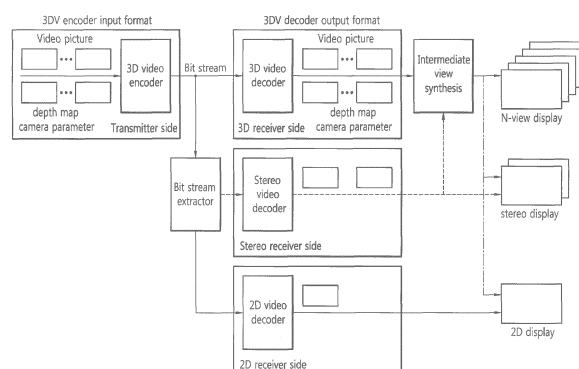 3DV encoder input format
Video picture
3D video
encoder
depth map
camera parameter
Transmitter side
Bit stream
3DV decoder output format
3D video
decoder
Video picture
depth map
camera parameter
3D receiver side
Intermediate
view
synthesis
N-view display
Bit stream
extractor
Stereo
video
decoder
Stereo receiver side
stereo display
2D video
decoder
2D receiver side
2D display